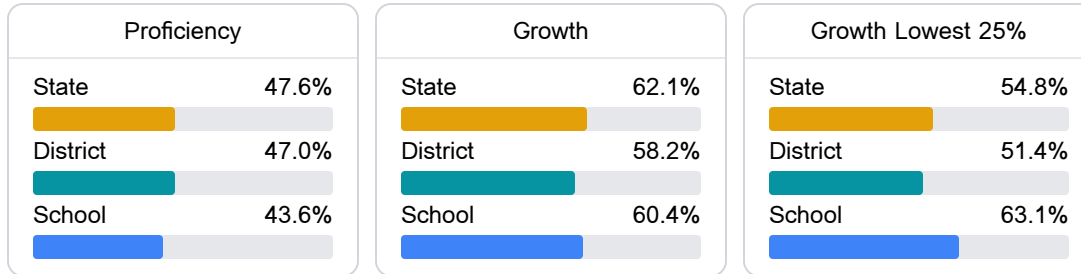 Proficiency
State 47.6%
District 47.0%
School 43.6%
Growth
State 62.1%
District 58.2%
School 60.4%
Growth Lowest 25%
State 54.8%
District 51.4%
School 63.1%